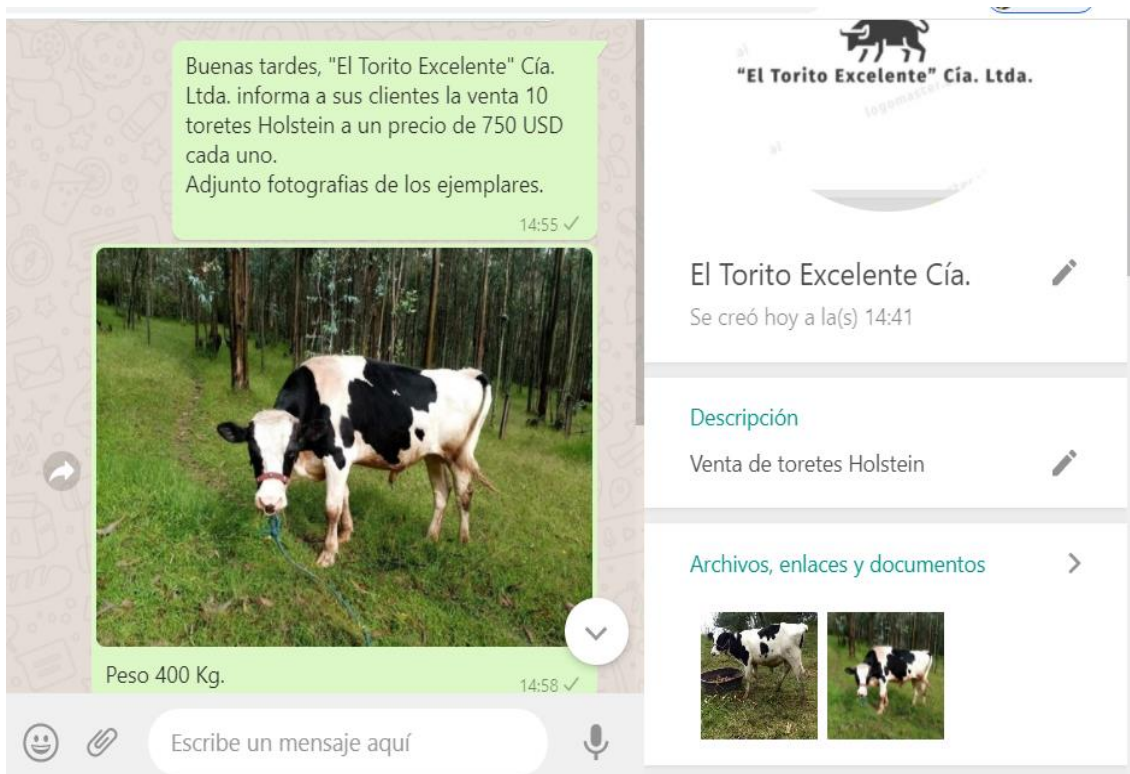 Buenas tardes, "El Torito Excelente" Cía.
Ltda. informa a sus clientes la venta 10
toretes Holstein a un precio de 750 USD
cada uno.
Adjunto fotografias de los ejemplares.
14:55
Peso 400 Kg.
14:58
Escribe un mensaje aquí
"El Torito Excelente" Cía. Ltda.
El Torito Excelente Cía.
Se creó hoy a la(s) 14:41
Descripción
Venta de toretes Holstein
Archivos, enlaces y documentos